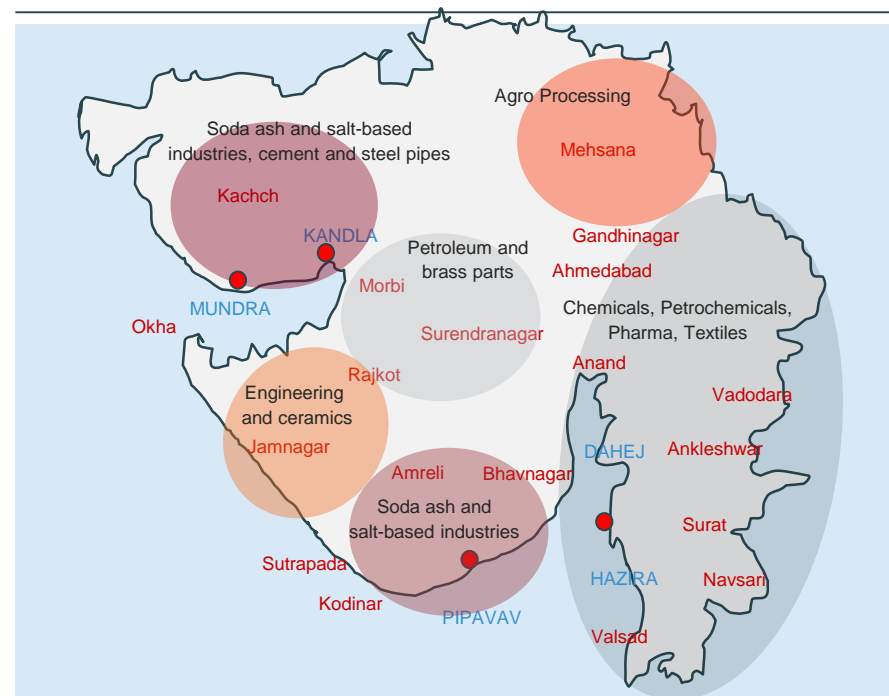 Agro Processing
Soda ash and salt-based
industries, cement and steel pipes
Mehsana
Kachch
KANDLA
Gandhinagar
Petroleum and
brass parts
Ahmedabad
Morbi
MUNDRA
Chemicals, Petrochemicals,
Pharma, Textiles
Okha
Surendranagar
Anand
Rajkot
Engineering
and ceramics
Vadodara
Jamnagar
DAHEJ
Ankleshwar
Amreli
Bhavnagar
Soda ash and
salt-based industries
Surat
Sutrapada
HAZIRA
Navsari
Kodinar
PIPAVAV
Valsad